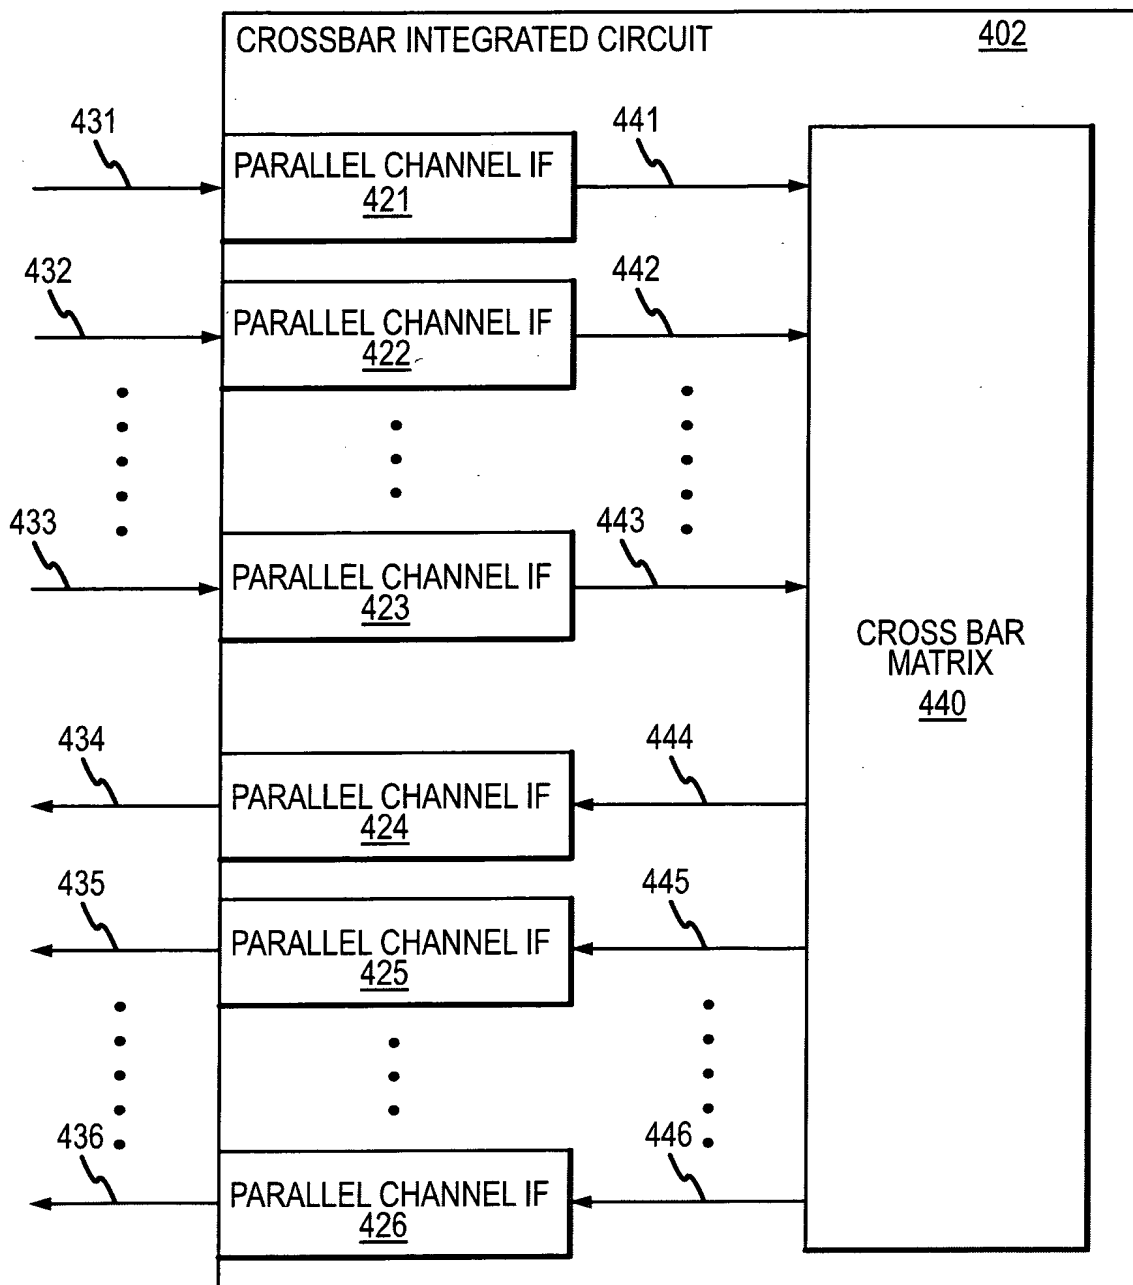 CROSSBAR INTEGRATED CIRCUIT 402
431
PARALLEL CHANNEL IF
421
441
432
PARALLEL CHANNEL IF
422
442
433
PARALLEL CHANNEL IF
423
443
CROSS BAR
MATRIX
440
434
PARALLEL CHANNEL IF
424
444
435
PARALLEL CHANNEL IF
425
445
436
PARALLEL CHANNEL IF
426
446